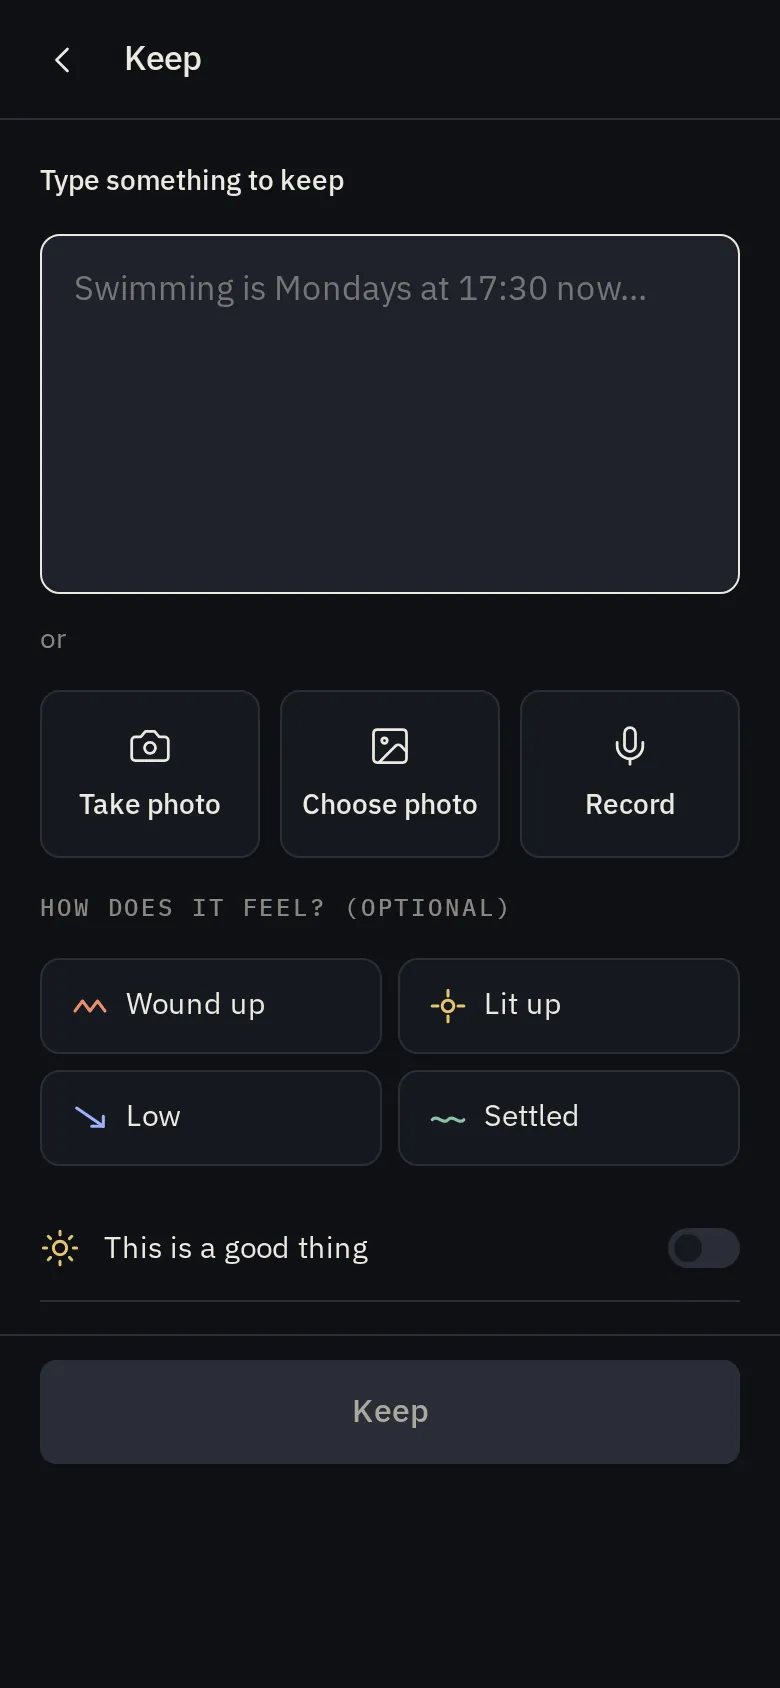 Keep
Type something to keep
Swimming is Mondays at 17:30 now...
or
Take photo
Choose photo
Record
HOW DOES IT FEEL? (OPTIONAL)
Wound up
Lit up
Low
Settled
This is a good thing
Keep